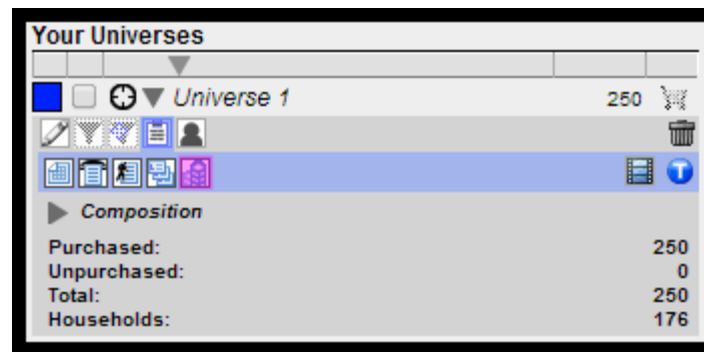 Your Universes
Universe 1 250
T
Composition
Purchased: 250
Unpurchased: 0
Total: 250
Households: 176